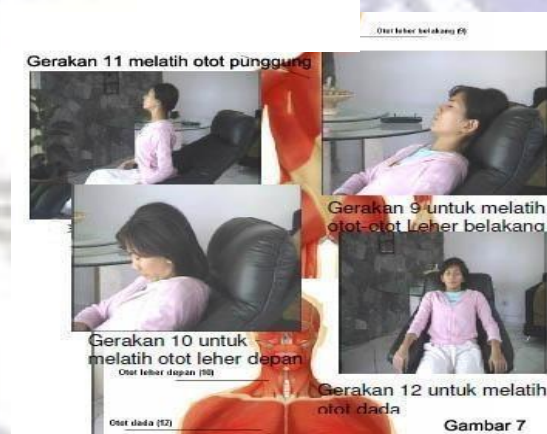 Otot leher belakang (9)
Gerakan 11 melatih otot punggung
Gerakan 9 untuk melatih
otot-otot Leher belakang
Gerakan 10 untuk
melatih otot leher depan
Otot leher depan (10)
Gerakan 12 untuk melatih
otot dada
Otot dada (12)
Gambar 7